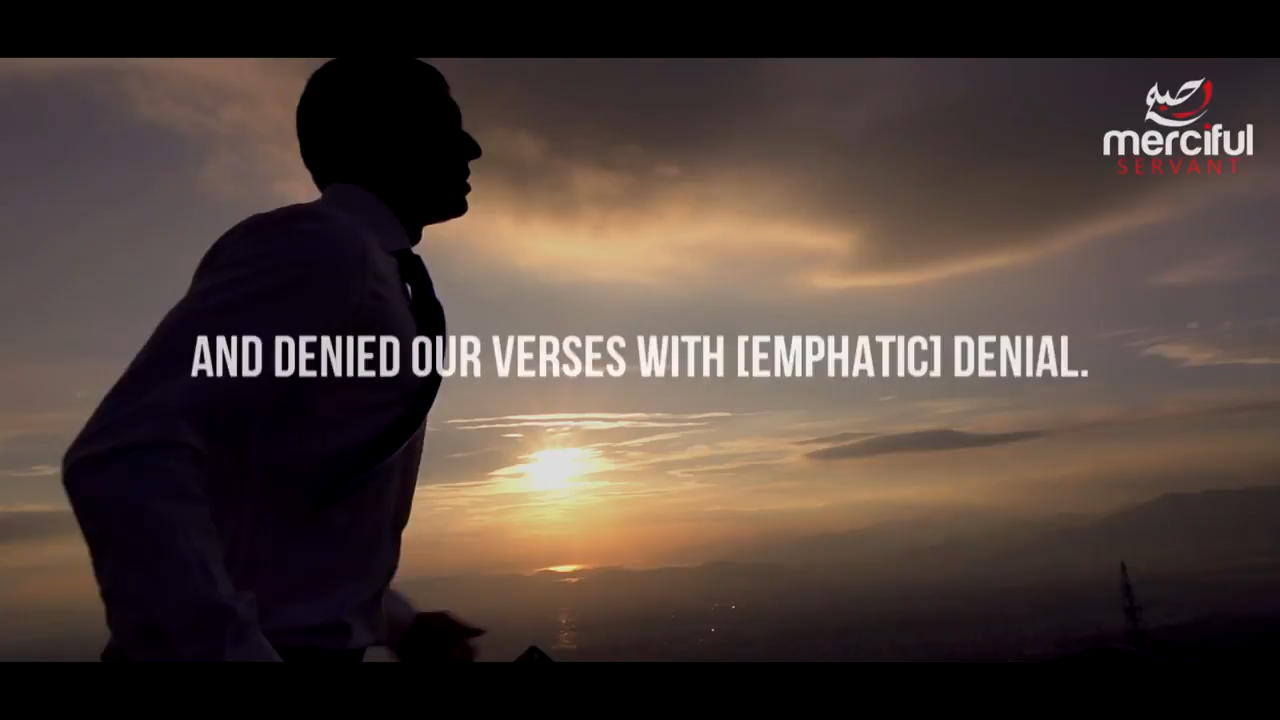 merciful
SERVANT
AND DENIED OUR VERSES WITH [EMPHATIC] DENIAL.